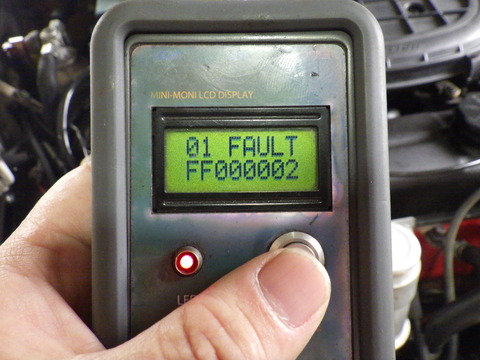 MINI-MONI LCD DISPLAY
01 FAULT
FF000002